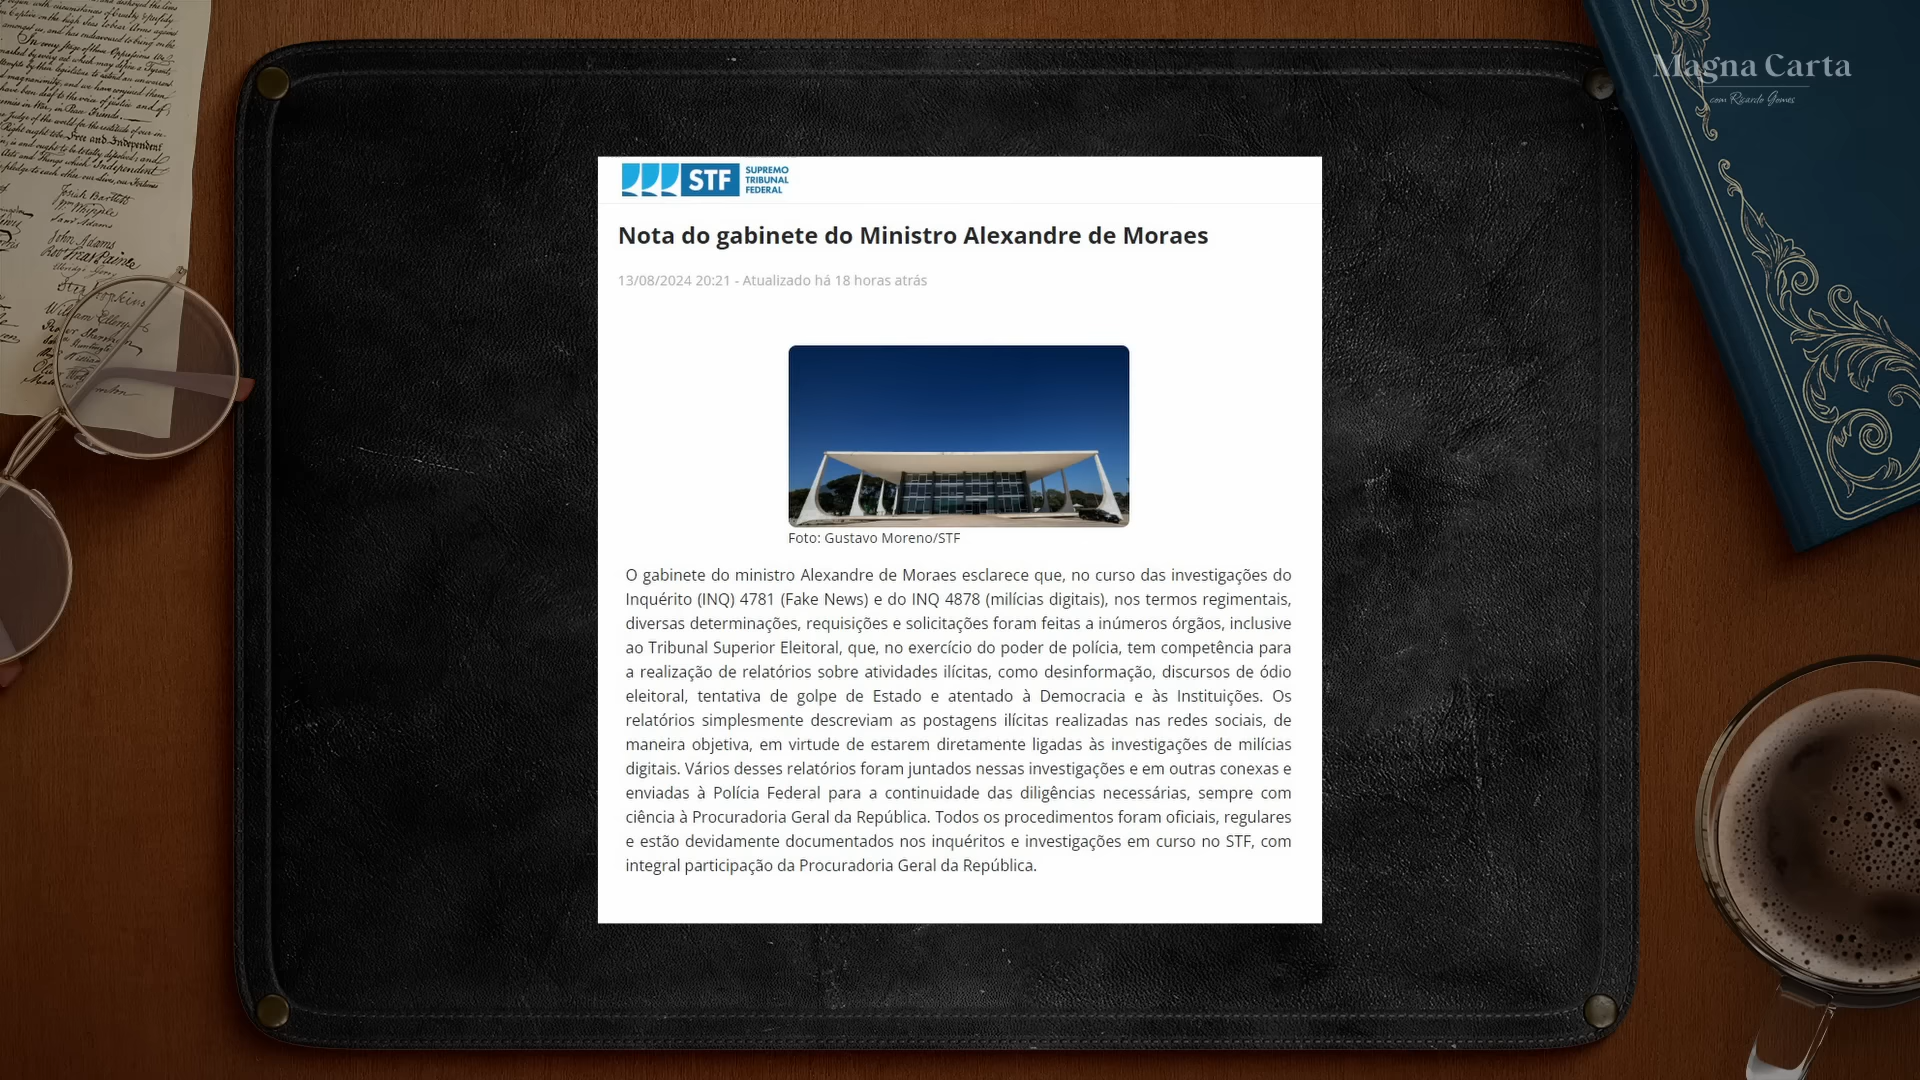 Magna Carta
com Ricardo Gomes
STF SUPREMO
TRIBUNAL
FEDERAL
Nota do gabinete do Ministro Alexandre de Moraes
13/08/2024 20:21 - Atualizado há 18 horas atrás
Foto: Gustavo Moreno/STF
O gabinete do ministro Alexandre de Moraes esclarece que, no curso das investigações do
Inquérito (INQ) 4781 (Fake News) e do INQ 4878 (milícias digitais), nos termos regimentais,
diversas determinações, requisições e solicitações foram feitas a inúmeros órgãos, inclusive
ao Tribunal Superior Eleitoral, que, no exercício do poder de polícia, tem competência para
a realização de relatórios sobre atividades ilícitas, como desinformação, discursos de ódio
eleitoral, tentativa de golpe de Estado e atentado à Democracia e às Instituições. Os
relatórios simplesmente descreviam as postagens ilícitas realizadas nas redes sociais, de
maneira objetiva, em virtude de estarem diretamente ligadas às investigações de milícias
digitais. Vários desses relatórios foram juntados nessas investigações e em outras conexas e
enviadas à Polícia Federal para a continuidade das diligências necessárias, sempre com
ciência à Procuradoria Geral da República. Todos os procedimentos foram oficiais, regulares
e estão devidamente documentados nos inquéritos e investigações em curso no STF, com
integral participação da Procuradoria Geral da República.